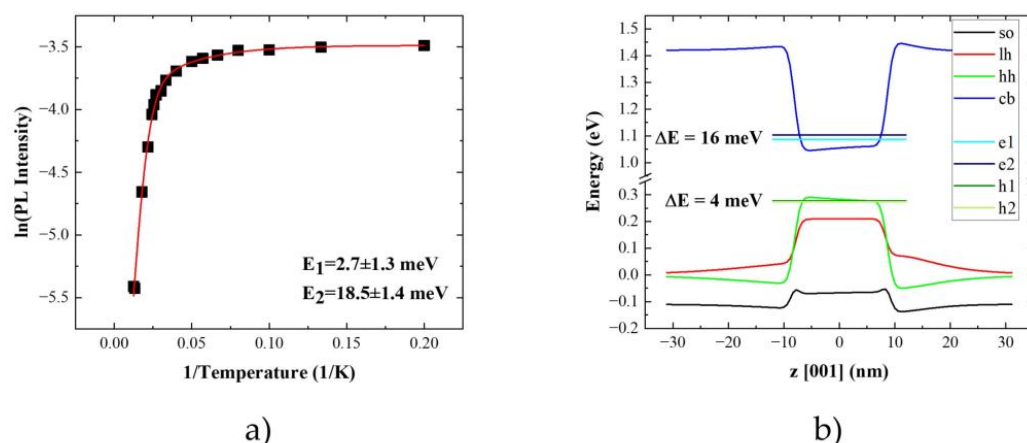 −3.5
−4.0
−4.5
−5.0
−5.5
ln(PL Intensity)
E1=2.7±1.3 meV
E2=18.5±1.4 meV
0.00
0.05
0.10
0.15
0.20
1/Temperature (1/K)
a)
1.5
1.4
1.3
1.2
1.1
1.0
0.3
0.2
0.1
0.0
−0.1
−0.2
Energy (eV)
ΔE = 16 meV
ΔE = 4 meV
so
lh
hh
cb
e1
e2
h1
h2
−30
−20
−10
0
10
20
30
z [001] (nm)
b)